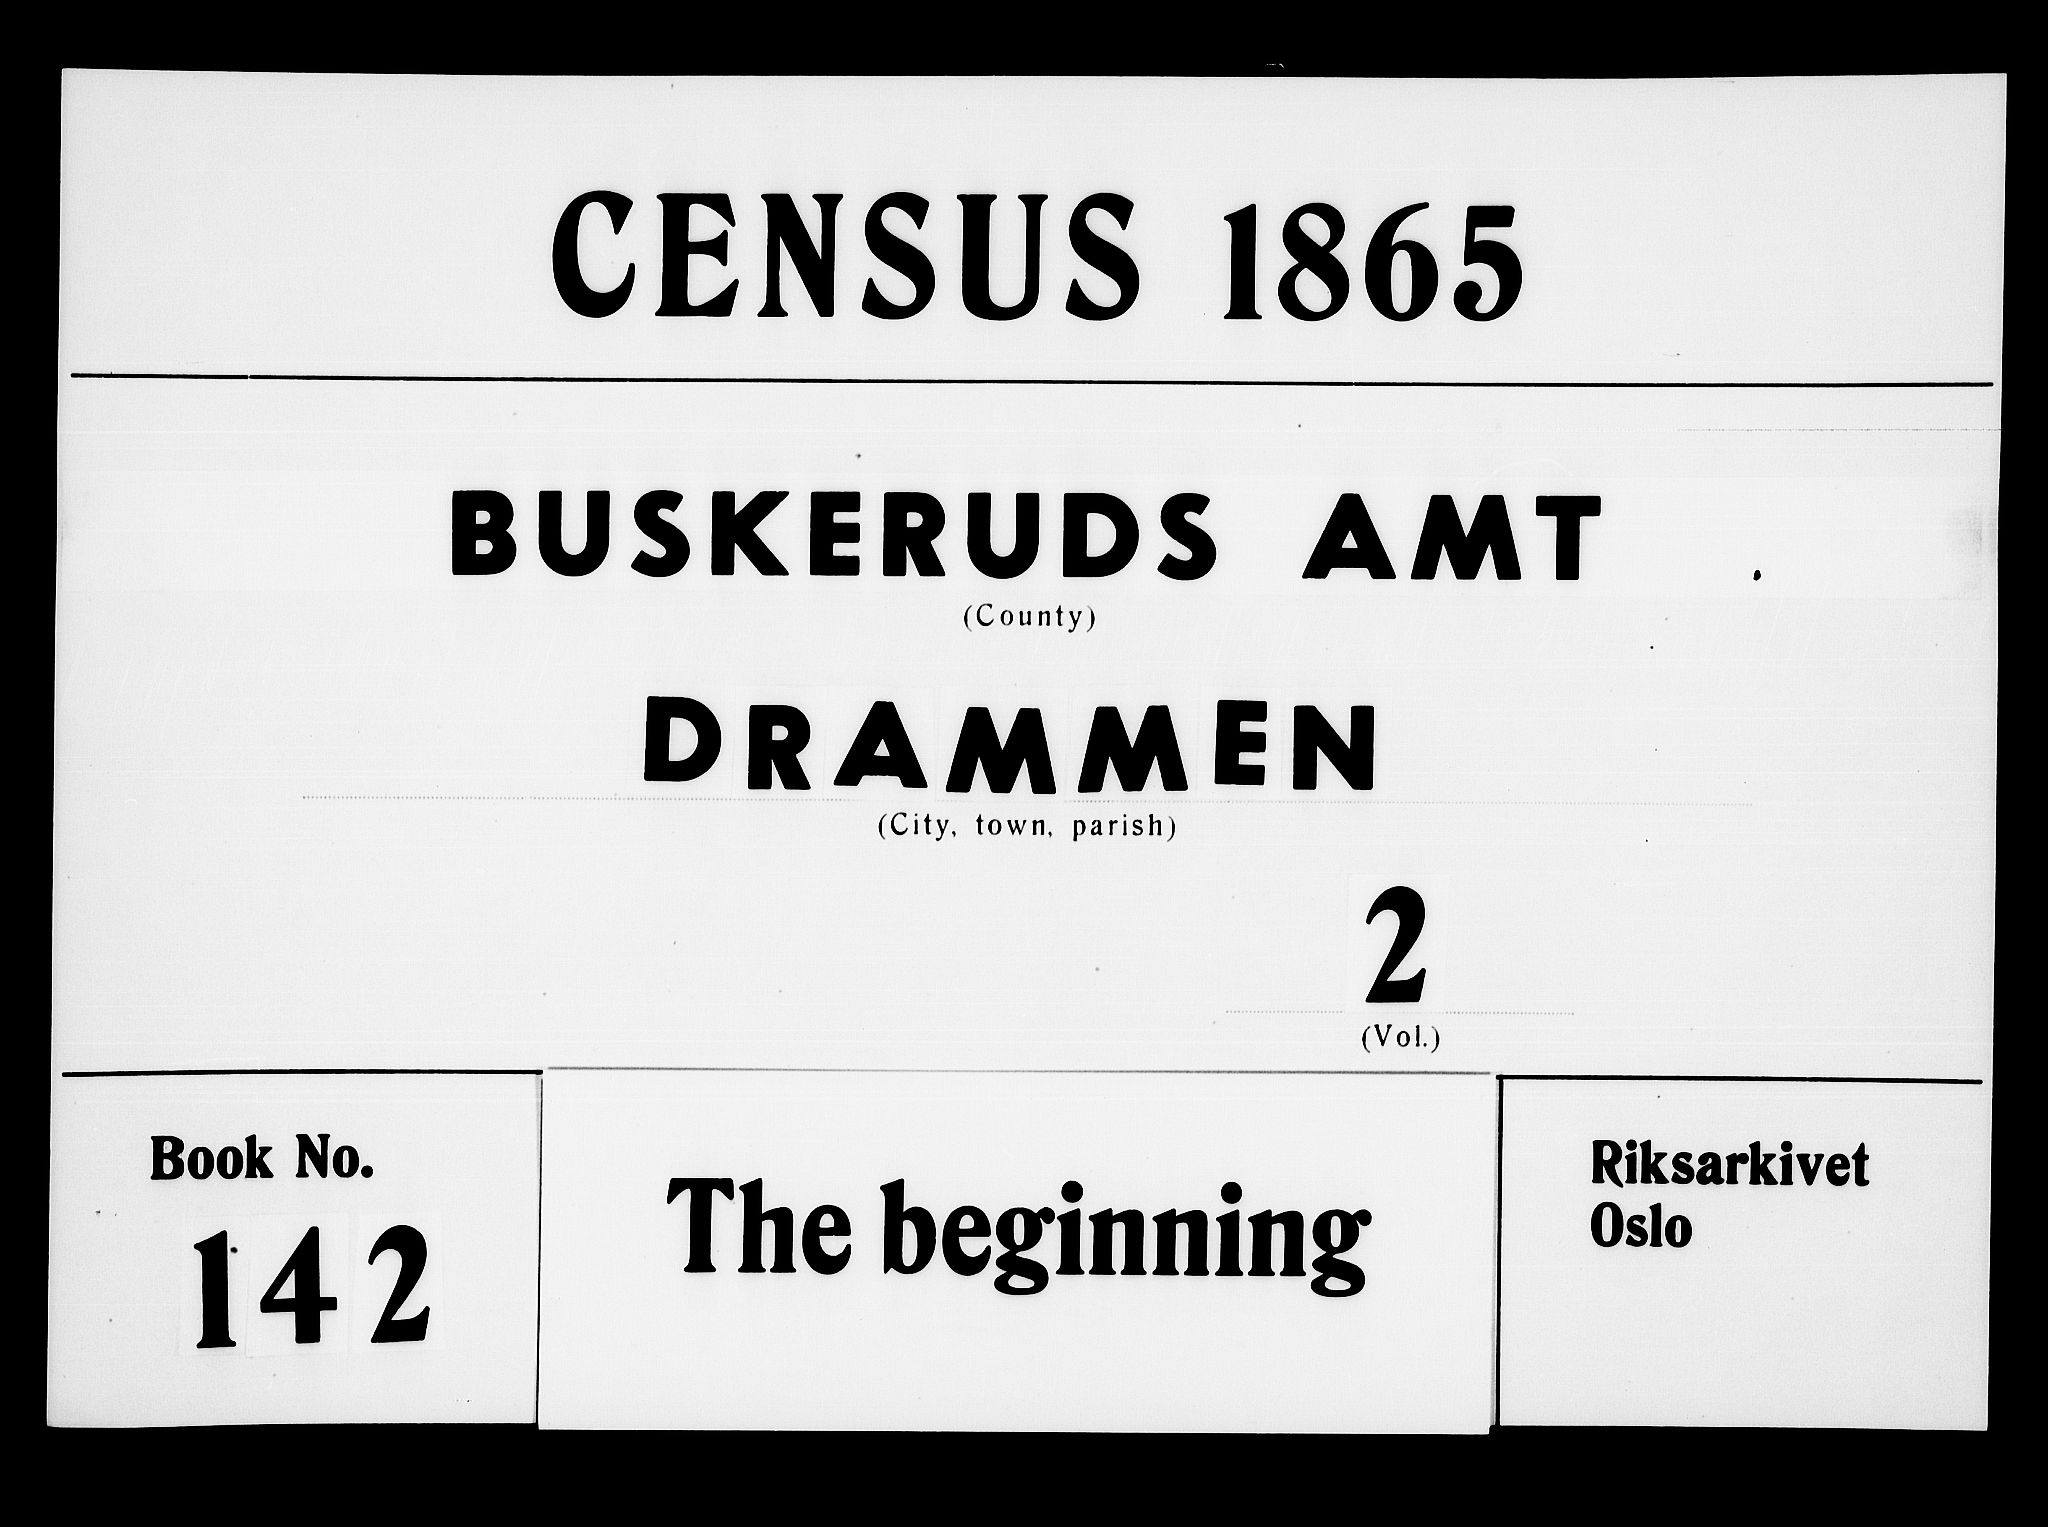 CENSUS 1865
BUSKERUDS AMT
(County)
DRAMMEN
(City, town, parish)
2
(Vol.)
Book No.
142
The beginning
Riksarkivet
Oslo